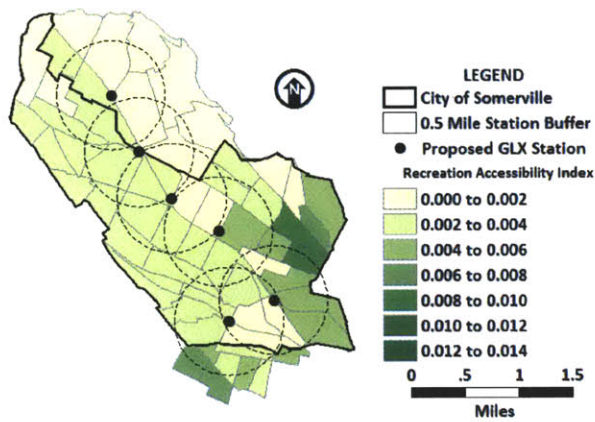 N
LEGEND
City of Somerville
0.5 Mile Station Buffer
Proposed GLX Station
Recreation Accessibility Index
0.000 to 0.002
0.002 to 0.004
0.004 to 0.006
0.006 to 0.008
0.008 to 0.010
0.010 to 0.012
0.012 to 0.014
0 .5 1 1.5
Miles